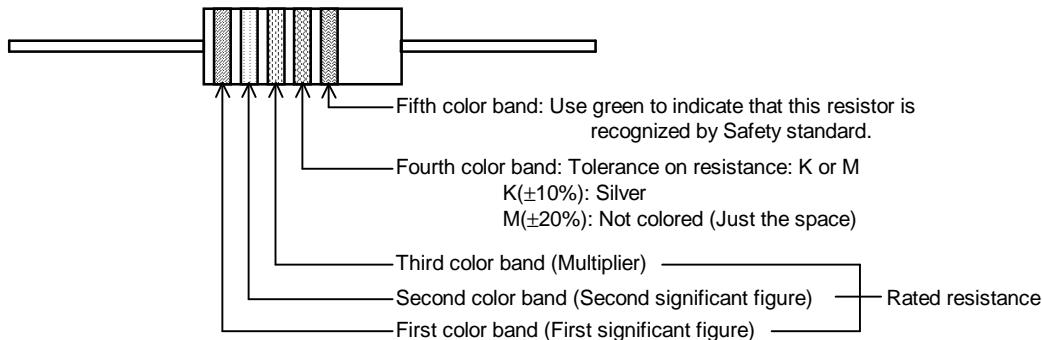 Fifth color band: Use green to indicate that this resistor is
recognized by Safety standard.
Fourth color band: Tolerance on resistance: K or M
K(±10%): Silver
M(±20%): Not colored (Just the space)
Third color band (Multiplier)
Second color band (Second significant figure)
Rated resistance
First color band (First significant figure)